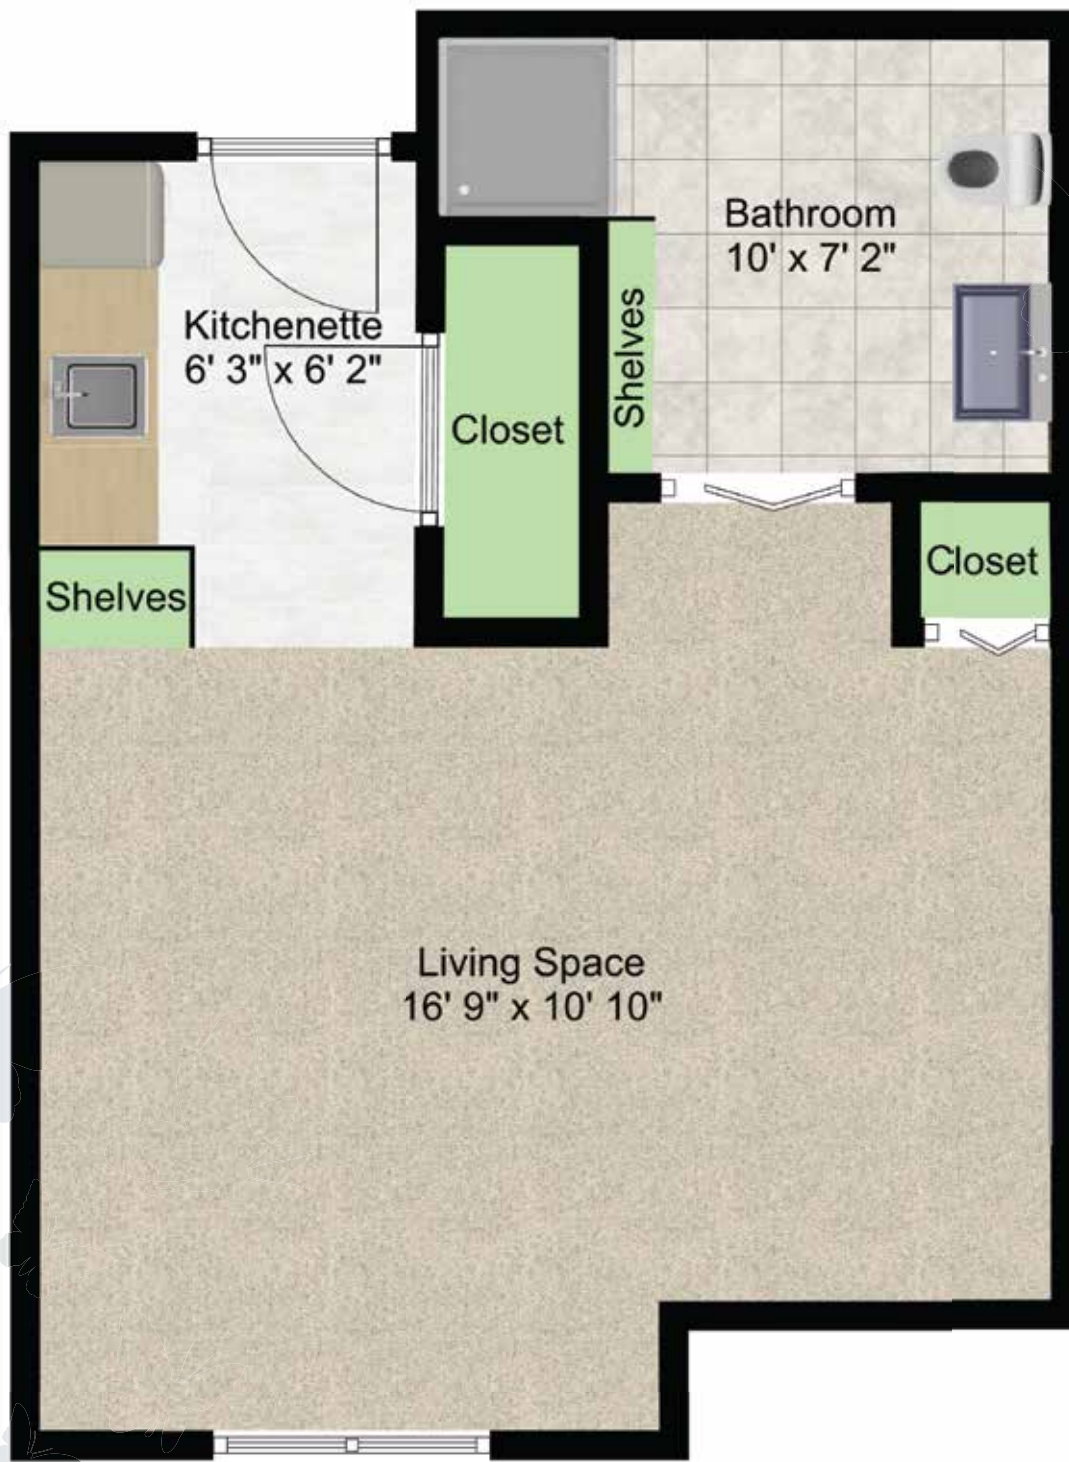 Bathroom
10' x 7' 2"
Shelves
Kitchenette
6' 3" x 6' 2"
Closet
Closet
Shelves
Living Space
16' 9" x 10' 10"